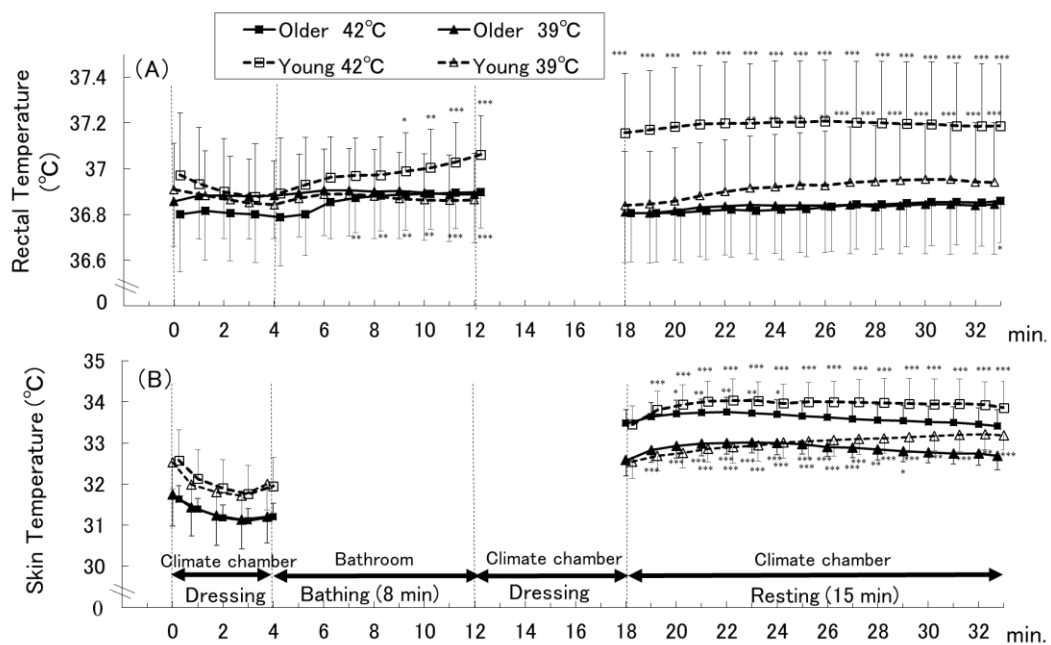 Older 42℃ Older 39℃
Young 42℃ Young 39℃
(A)
Rectal Temperature
(℃)
37.4
37.2
37
36.8
36.6
0
0 2 4 6 8 10 12 14 16 18 20 22 24 26 28 30 32 min.
(B)
Skin Temperature (℃)
35
34
33
32
31
30
0
Climate chamber Bathroom Climate chamber Climate chamber
Dressing Bathing (8 min) Dressing Resting (15 min)
0 2 4 6 8 10 12 14 16 18 20 22 24 26 28 30 32 min.